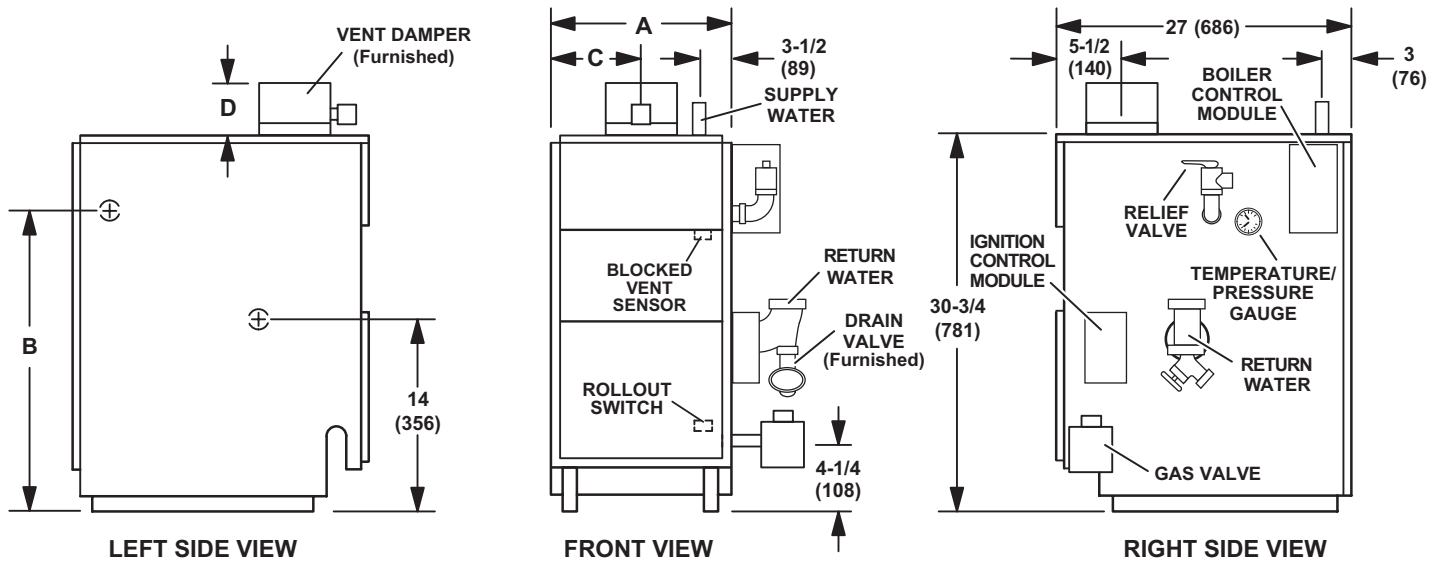 VENT DAMPER
(Furnished)
D
B
14
(356)
LEFT SIDE VIEW
A
C
3-1/2
(89)
SUPPLY
WATER
BLOCKED
VENT
SENSOR
RETURN
WATER
DRAIN
VALVE
(Furnished)
ROLLOUT
SWITCH
4-1/4
(108)
FRONT VIEW
27 (686)
5-1/2
(140)
3
(76)
BOILER
CONTROL
MODULE
RELIEF
VALVE
IGNITION
CONTROL
MODULE
TEMPERATURE/
PRESSURE
GAUGE
30-3/4
(781)
RETURN
WATER
GAS VALVE
RIGHT SIDE VIEW